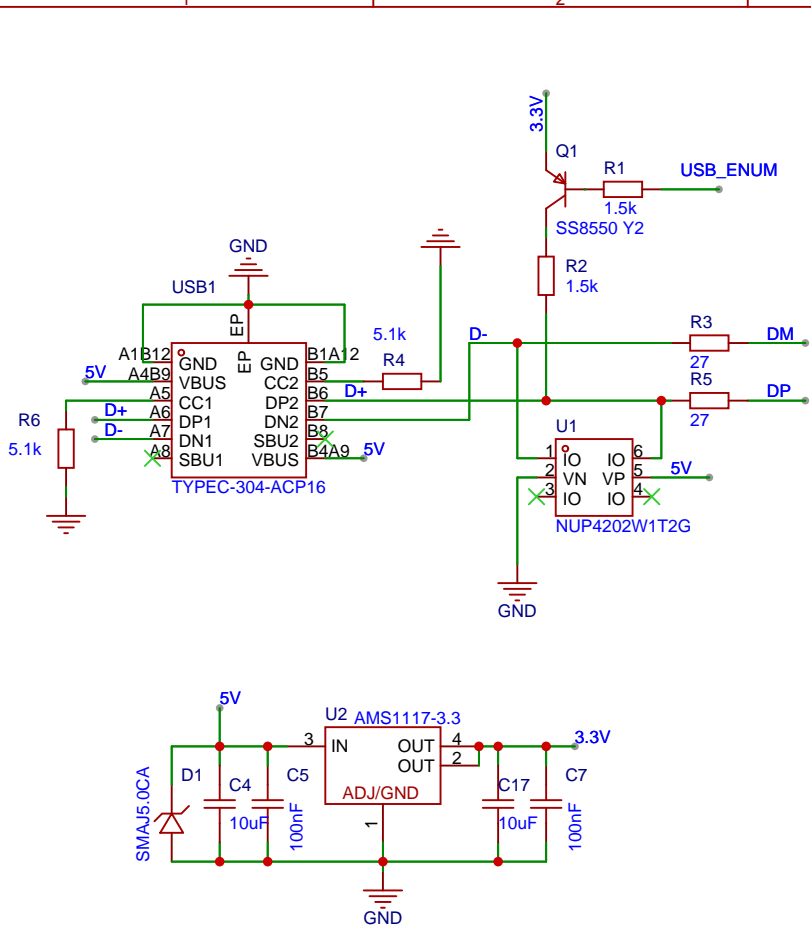 2
3.3V
Q1
R1
USB_ENUM
1.5k
SS8550 Y2
GND
R2
1.5k
USB1
EP
D-
R3
DM
27
5.1k
R4
A1B12
GND
EP
GND
B1A12
5V
A4B9
VBUS
CC2
B5
R5
DP
27
A5
CC1
DP2
B6
D+
R6
D+
A6
DP1
DN2
B7
5.1k
D-
A7
DN1
SBU2
B8
A8
SBU1
VBUS
B4A9
5V
TYPEC-304-ACP16
U1
1
IO
IO
6
2
VN
VP
5
5V
3
IO
IO
4
NUP4202W1T2G
GND
5V
U2
AMS1117-3.3
3
IN
OUT
4
3.3V
OUT
2
D1
C4
C5
C17
C7
SMAJ5.0CA
10uF
100nF
ADJ/GND
10uF
100nF
1
GND